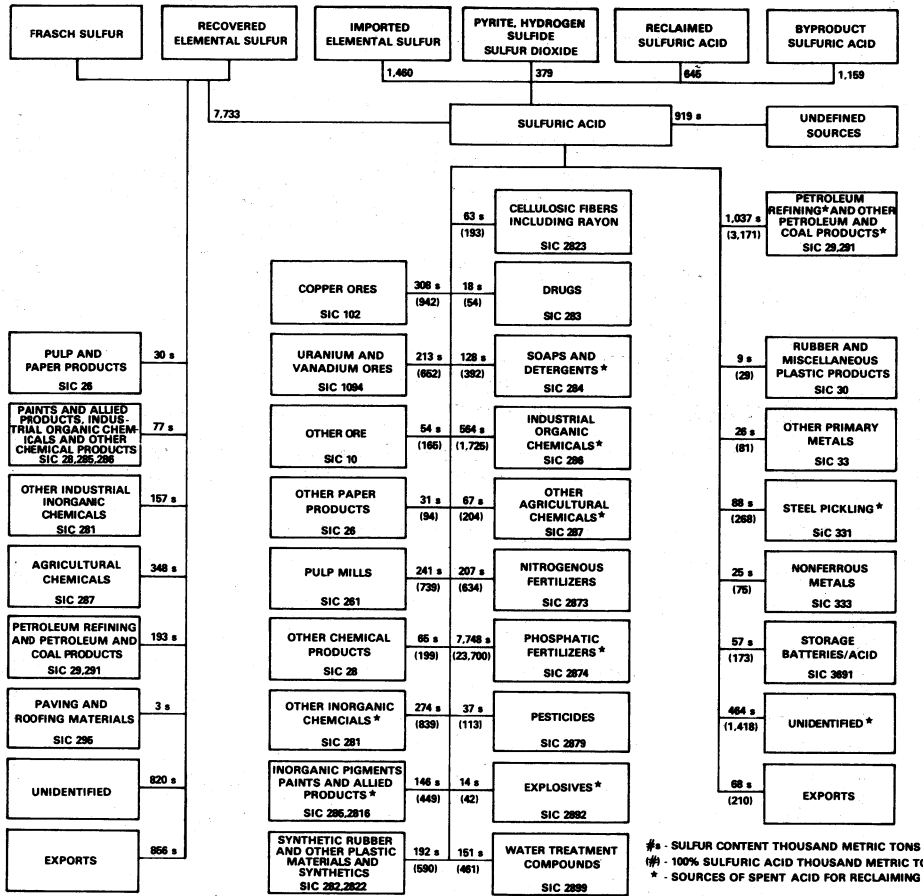 FRASCH SULFUR
RECOVERED
ELEMENTAL SULFUR
IMPORTED
ELEMENTAL SULFUR
PYRITE, HYDROGEN
SULFIDE
SULFUR DIOXIDE
RECLAIMED
SULFURIC ACID
BYPRODUCT
SULFURIC ACID
1,460
379
645
1,159
7,733
SULFURIC ACID
919 s
UNDEFINED
SOURCES
63 s
(193)
CELLULOSIC FIBERS
INCLUDING RAYON
SIC 2823
1,037 s
(3,171)
PETROLEUM
REFINING* AND OTHER
PETROLEUM AND
COAL PRODUCTS*
SIC 29,291
COPPER ORES
SIC 102
308 s
(942)
18 s
(54)
DRUGS
SIC 283
PULP AND
PAPER PRODUCTS
SIC 26
30 s
URANIUM AND
VANADIUM ORES
SIC 1094
213 s
(652)
128 s
(392)
SOAPS AND
DETERGENTS *
SIC 284
9 s
(29)
RUBBER AND
MISCELLANEOUS
PLASTIC PRODUCTS
SIC 30
PAINTS AND ALLIED
PRODUCTS, INDUS-
TRIAL ORGANIC CHEM-
ICALS AND OTHER
CHEMICAL PRODUCTS
SIC 28,285,286
77 s
OTHER ORE
SIC 10
54 s
(165)
564 s
(1,725)
INDUSTRIAL
ORGANIC
CHEMICALS*
SIC 286
26 s
(81)
OTHER PRIMARY
METALS
SIC 33
OTHER INDUSTRIAL
INORGANIC
CHEMICALS
SIC 281
157 s
OTHER PAPER
PRODUCTS
SIC 26
31 s
(94)
67 s
(204)
OTHER
AGRICULTURAL
CHEMICALS*
SIC 287
88 s
(268)
STEEL PICKLING *
SiC 331
AGRICULTURAL
CHEMICALS
SIC 287
348 s
PULP MILLS
SIC 261
241 s
(739)
207 s
(634)
NITROGENOUS
FERTILIZERS
SIC 2873
25 s
(75)
NONFERROUS
METALS
SIC 333
PETROLEUM REFINING
AND PETROLEUM AND
COAL PRODUCTS
SIC 29,291
193 s
OTHER CHEMICAL
PRODUCTS
SIC 28
65 s
(199)
7,748 s
(23,700)
PHOSPHATIC
FERTILIZERS *
SIC 2874
57 s
(173)
STORAGE
BATTERIES/ACID
SIC 3691
PAVING AND
ROOFING MATERIALS
SIC 295
3 s
OTHER INORGANIC
CHEMCIALS *
SIC 281
274 s
(839)
37 s
(113)
PESTICIDES
SIC 2879
464 s
(1,418)
UNIDENTIFIED *
UNIDENTIFIED
820 s
INORGANIC PIGMENTS
PAINTS AND ALLIED
PRODUCTS *
SIC 285,2816
146 s
(449)
14 s
(42)
EXPLOSIVES *
SIC 2892
68 s
(210)
EXPORTS
EXPORTS
856 s
SYNTHETIC RUBBER
AND OTHER PLASTIC
MATERIALS AND
SYNTHETICS
SIC 282,2822
192 s
(590)
151 s
(461)
WATER TREATMENT
COMPOUNDS
SIC 2899
#s - SULFUR CONTENT THOUSAND METRIC TONS
(#) - 100% SULFURIC ACID THOUSAND METRIC TO
* - SOURCES OF SPENT ACID FOR RECLAIMING